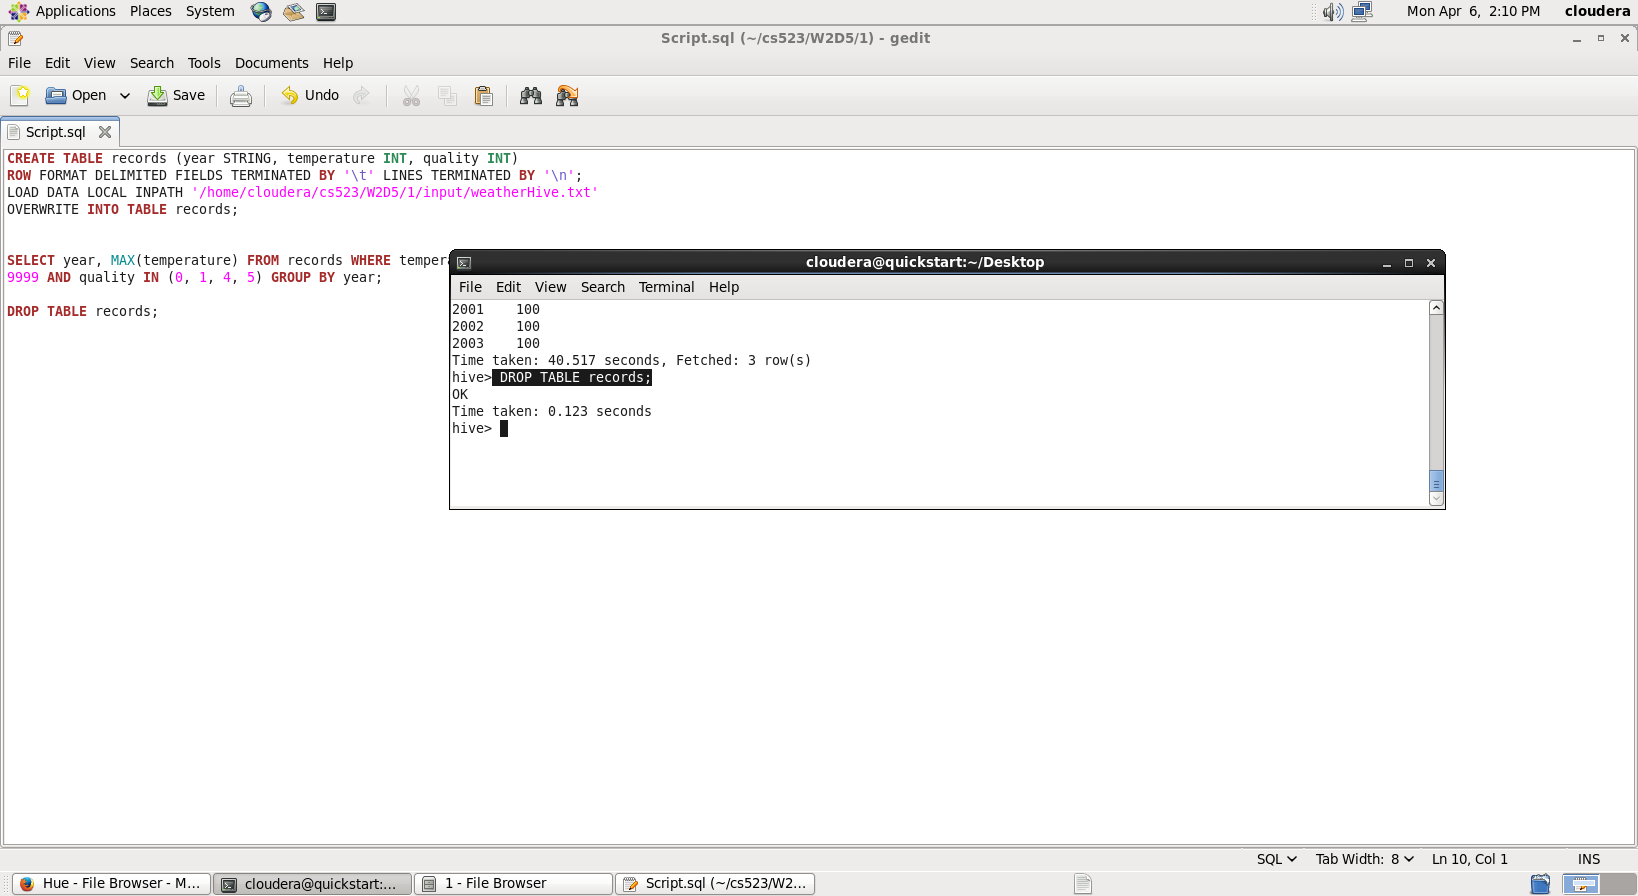 Applications Places System Mon Apr 6, 2:10 PM cloudera
Script.sql (~/cs523/W2D5/1) - gedit
File Edit View Search Tools Documents Help
Open Save Undo
Script.sql
CREATE TABLE records (year STRING, temperature INT, quality INT)
ROW FORMAT DELIMITED FIELDS TERMINATED BY '\t' LINES TERMINATED BY '\n';
LOAD DATA LOCAL INPATH '/home/cloudera/cs523/W2D5/1/input/weatherHive.txt'
OVERWRITE INTO TABLE records;
SELECT year, MAX(temperature) FROM records WHERE tempera
9999 AND quality IN (0, 1, 4, 5) GROUP BY year;
DROP TABLE records;
cloudera@quickstart:~/Desktop
File Edit View Search Terminal Help
2001 100
2002 100
2003 100
Time taken: 40.517 seconds, Fetched: 3 row(s)
hive> DROP TABLE records;
OK
Time taken: 0.123 seconds
hive>
SQL Tab Width: 8 Ln 10, Col 1 INS
Hue - File Browser - M... cloudera@quickstart:... 1 - File Browser Script.sql (~/cs523/W2...